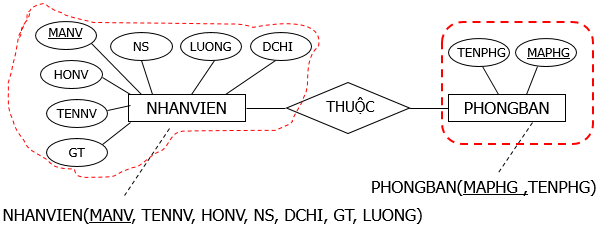 MANV
NS
LUONG
DCHI
TENPHG
MAPHG
HONV
TENNV
NHANVIEN
THUỘC
PHONGBAN
GT
PHONGBAN(MAPHG ,TENPHG)
NHANVIEN(MANV, TENNV, HONV, NS, DCHI, GT, LUONG)